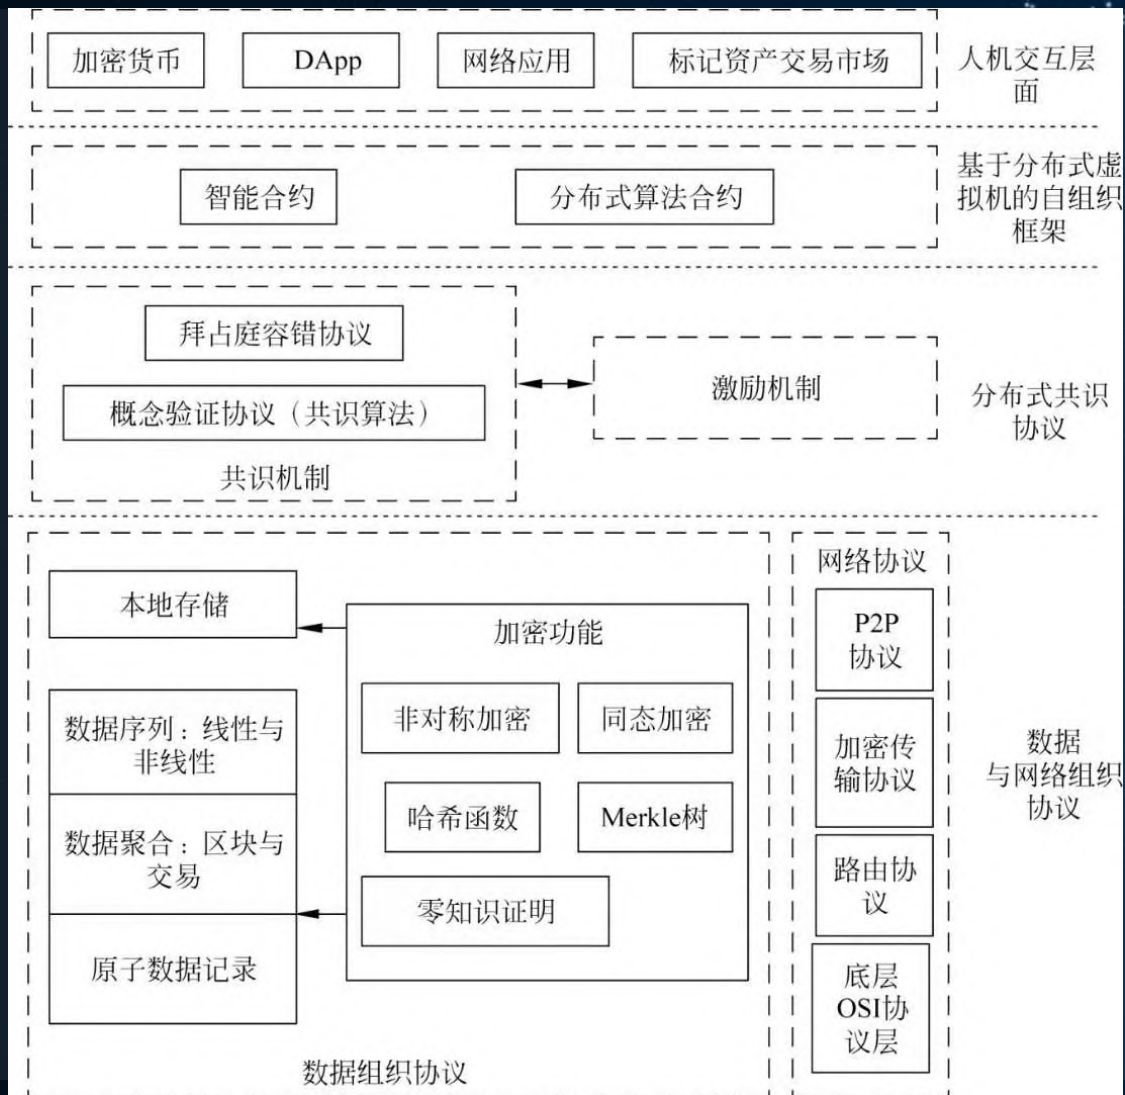 加密货币
DApp
网络应用
标记资产交易市场
人机交互层
面
智能合约
分布式算法合约
基于分布式虚
拟机的自组织
框架
拜占庭容错协议
概念验证协议（共识算法）
共识机制
激励机制
分布式共识
协议
本地存储
数据序列：线性与
非线性
数据聚合：区块与
交易
原子数据记录
加密功能
非对称加密
同态加密
哈希函数
Merkle树
零知识证明
数据组织协议
网络协议
P2P
协议
加密传
输协议
路由协
议
底层
OSI协
议层
数据
与网络组织
协议